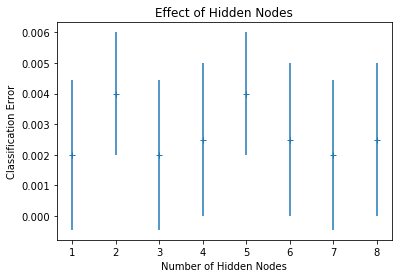 Effect of Hidden Nodes
0.006
0.005
0.004
0.003
0.002
0.001
0.000
Classification Error
1 2 3 4 5 6 7 8
Number of Hidden Nodes